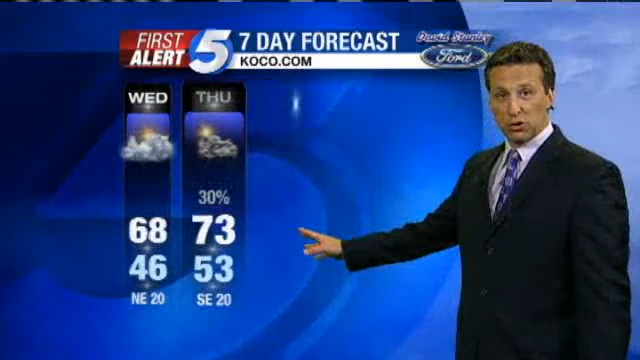 FIRST ALERT 5 7 DAY FORECAST
KOCO.COM
David Stanley
Ford
WED THU
30%
68 73
46 53
NE 20 SE 20